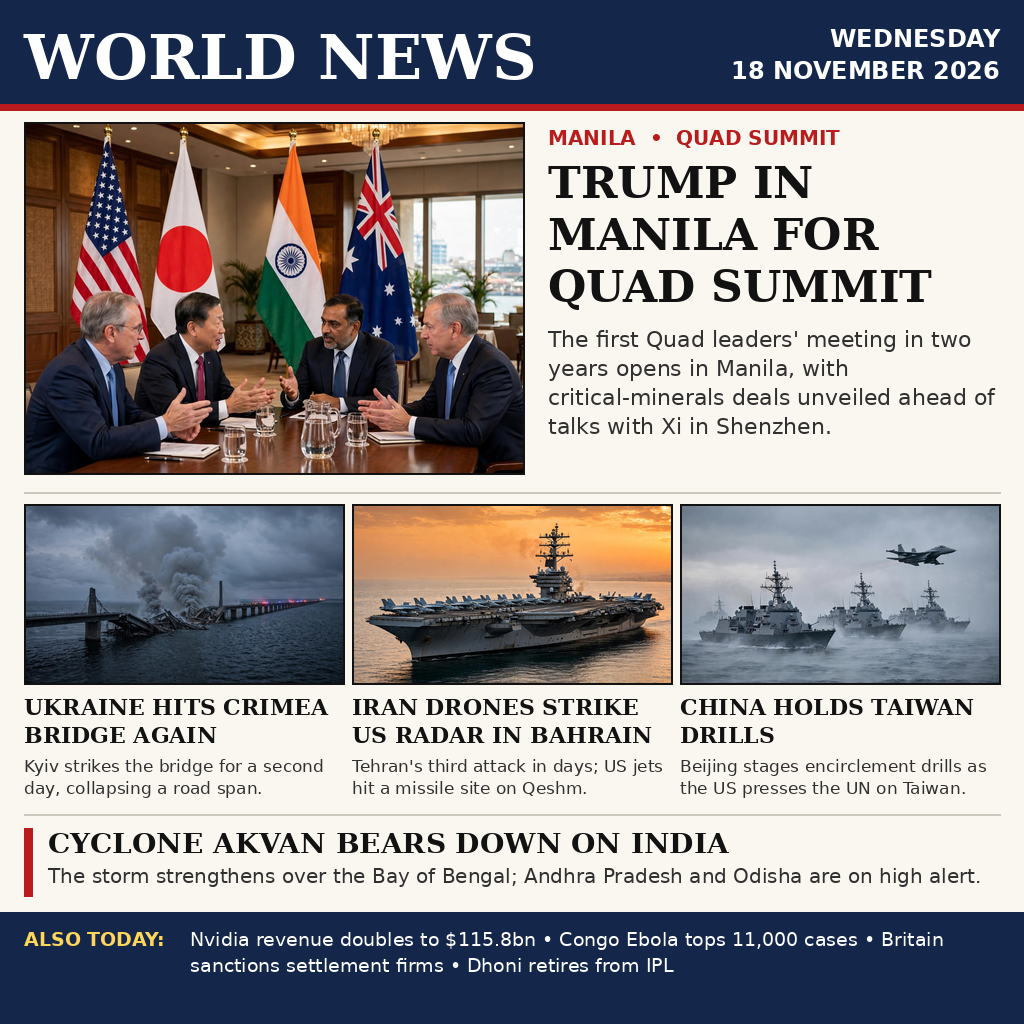 WORLD NEWS
WEDNESDAY
18 NOVEMBER 2026
MANILA • QUAD SUMMIT
TRUMP IN
MANILA FOR
QUAD SUMMIT
The first Quad leaders' meeting in two
years opens in Manila, with
critical-minerals deals unveiled ahead of
talks with Xi in Shenzhen.
UKRAINE HITS CRIMEA
BRIDGE AGAIN
Kyiv strikes the bridge for a second
day, collapsing a road span.
IRAN DRONES STRIKE
US RADAR IN BAHRAIN
Tehran's third attack in days; US jets
hit a missile site on Qeshm.
CHINA HOLDS TAIWAN
DRILLS
Beijing stages encirclement drills as
the US presses the UN on Taiwan.
CYCLONE AKVAN BEARS DOWN ON INDIA
The storm strengthens over the Bay of Bengal; Andhra Pradesh and Odisha are on high alert.
ALSO TODAY: Nvidia revenue doubles to $115.8bn • Congo Ebola tops 11,000 cases • Britain
sanctions settlement firms • Dhoni retires from IPL